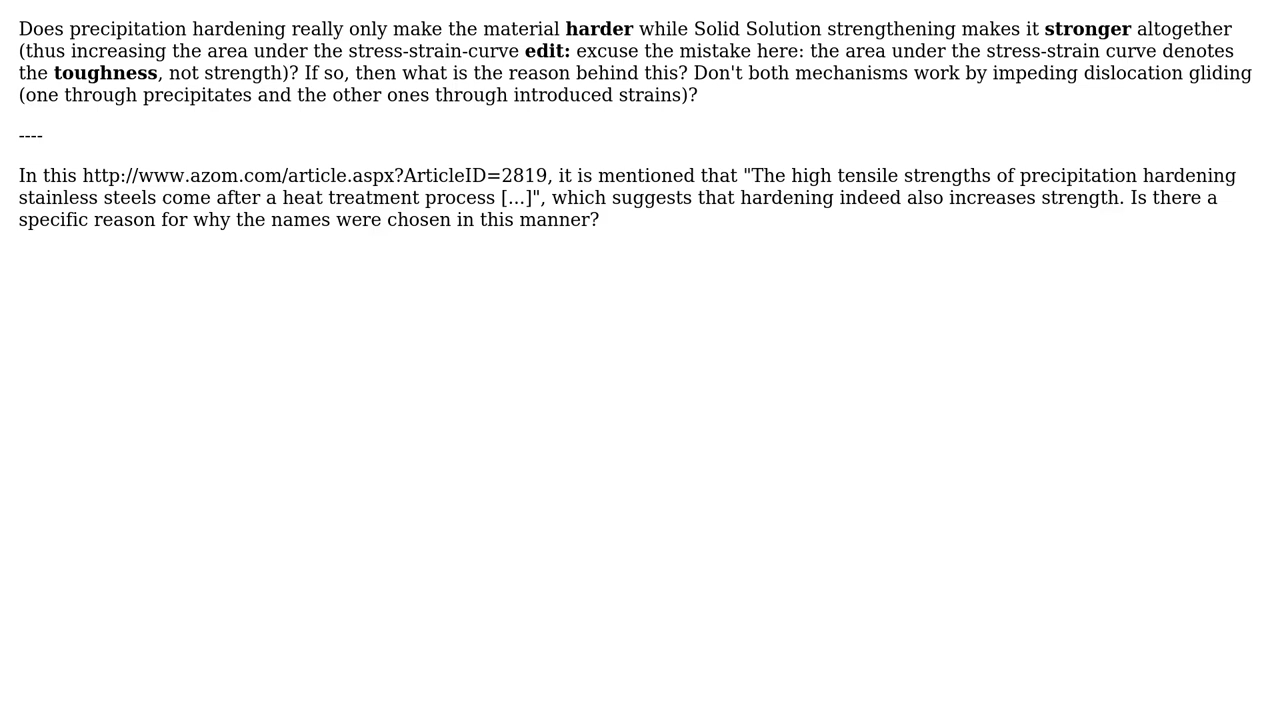 Does precipitation hardening really only make the material harder while Solid Solution strengthening makes it stronger altogether
(thus increasing the area under the stress-strain-curve edit: excuse the mistake here: the area under the stress-strain curve denotes
the toughness, not strength)? If so, then what is the reason behind this? Don't both mechanisms work by impeding dislocation gliding
(one through precipitates and the other ones through introduced strains)?
----
In this http://www.azom.com/article.aspx?ArticleID=2819, it is mentioned that "The high tensile strengths of precipitation hardening
stainless steels come after a heat treatment process [...]", which suggests that hardening indeed also increases strength. Is there a
specific reason for why the names were chosen in this manner?